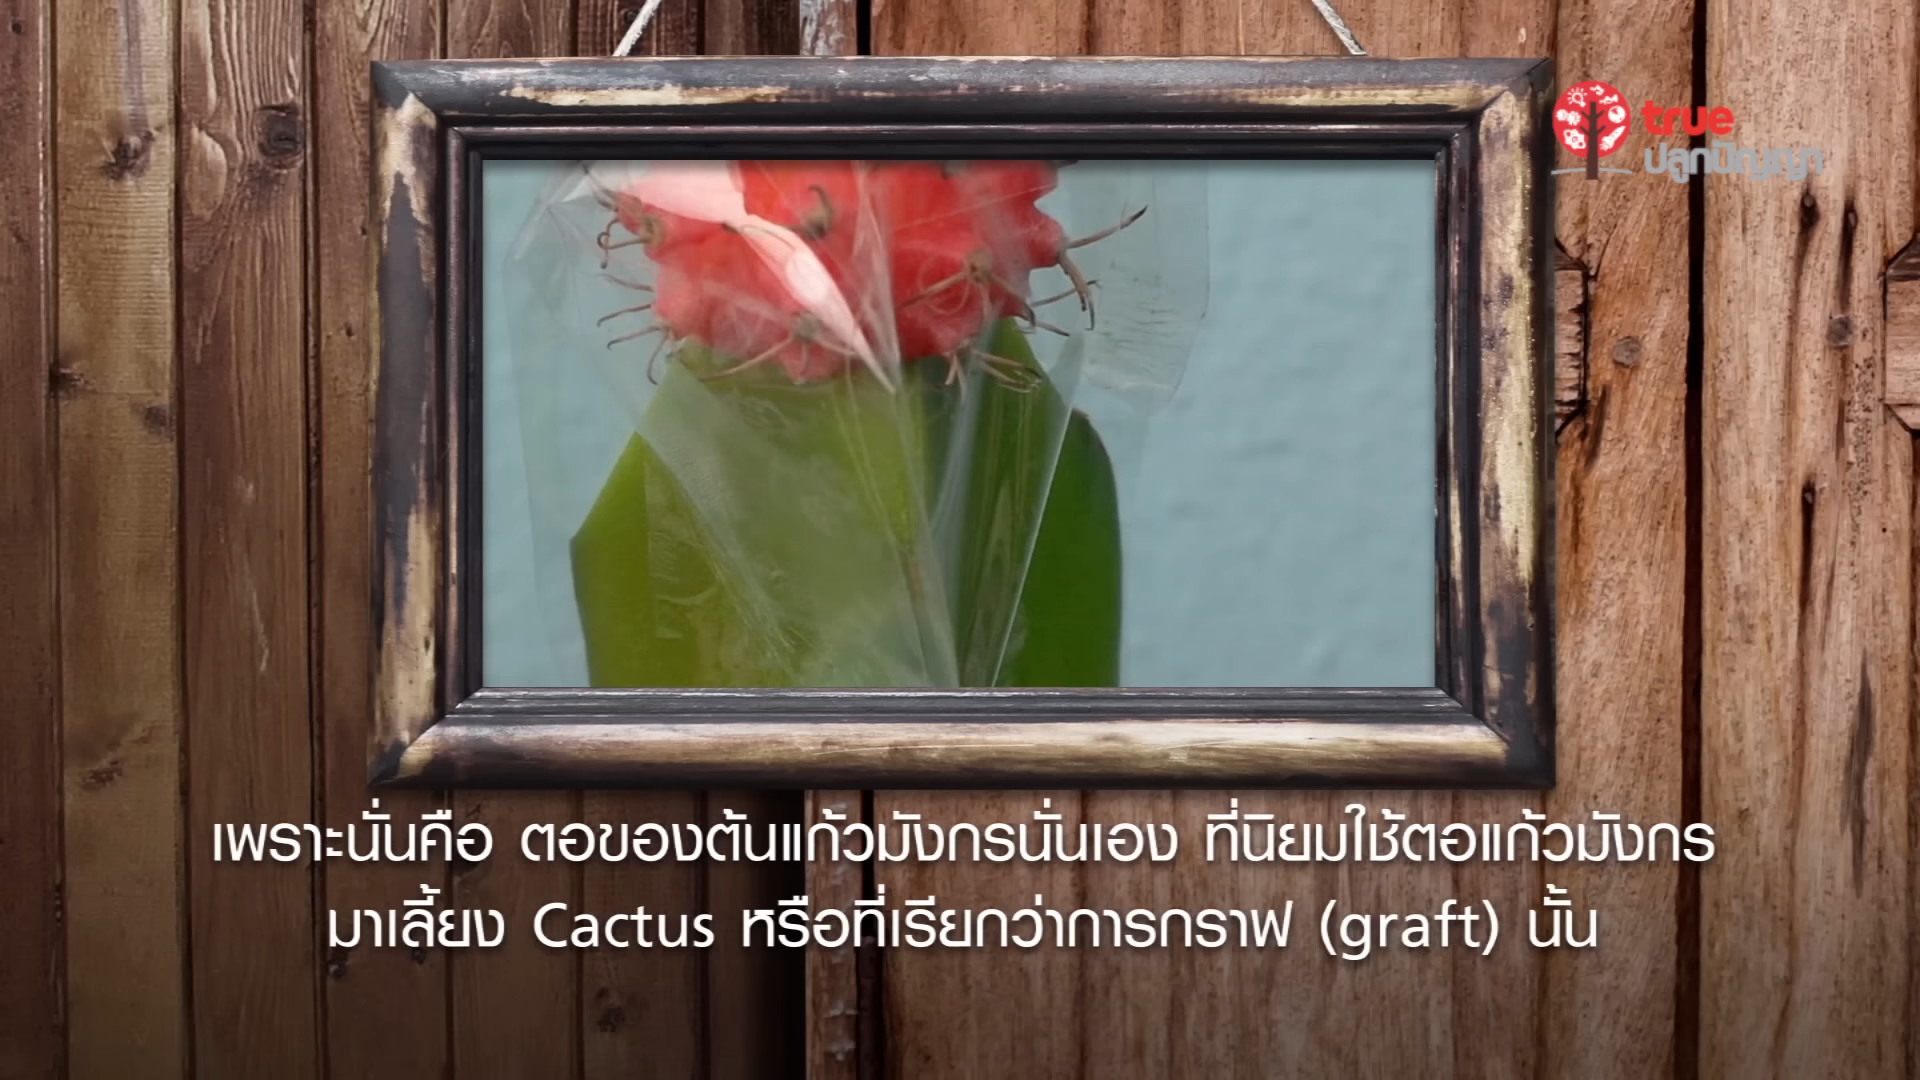 true
ปลูกปัญญา
เพราะนั่นคือ ตอของต้นแก้วมังกรนั่นเอง ที่นิยมใช้ตอแก้วมังกร
มาเลี้ยง Cactus หรือที่เรียกว่าการกราฟ (graft) นั้น